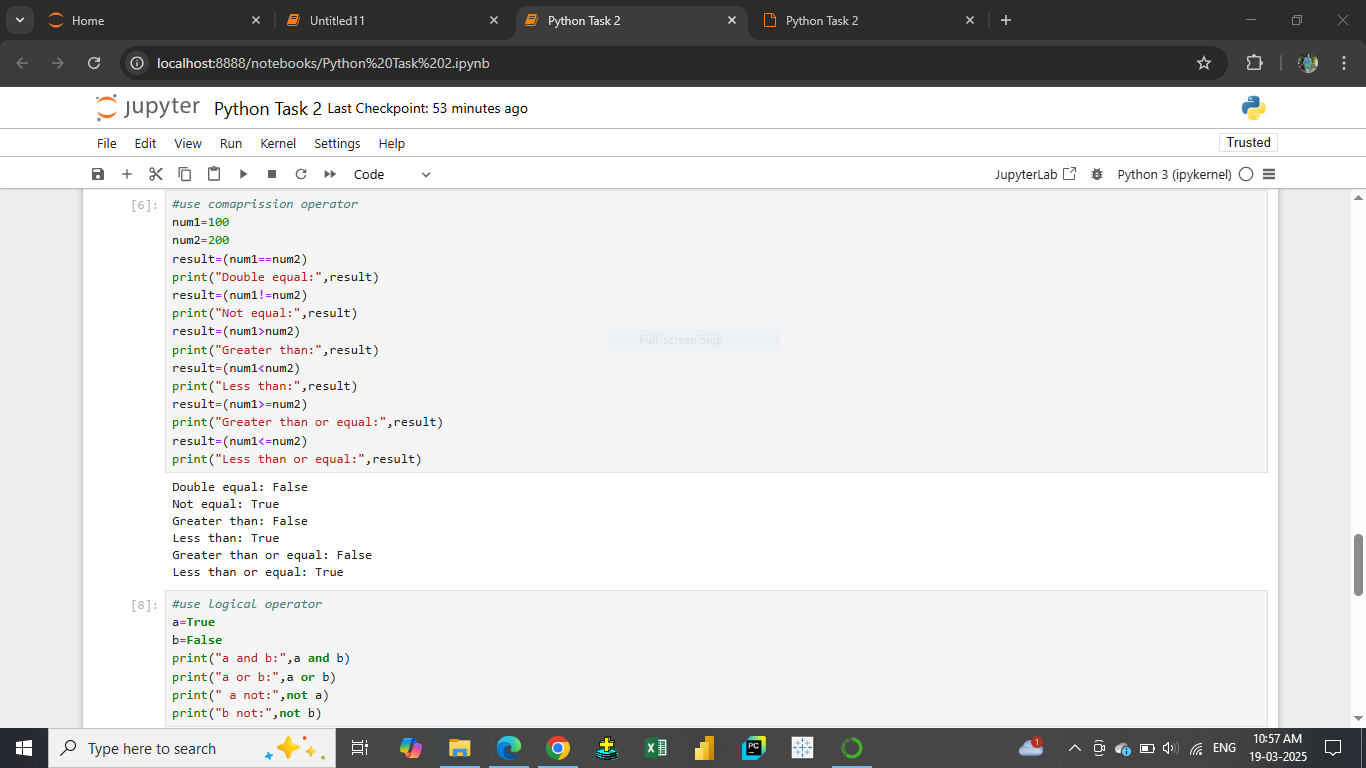 Home
Untitled11
Python Task 2
Python Task 2
localhost:8888/notebooks/Python%20Task%202.ipynb
jupyter Python Task 2 Last Checkpoint: 53 minutes ago
File Edit View Run Kernel Settings Help
Trusted
Code
JupyterLab
Python 3 (ipykernel)
[6]:
#use comaprission operator
num1=100
num2=200
result=(num1==num2)
print("Double equal:",result)
result=(num1!=num2)
print("Not equal:",result)
result=(num1>num2)
print("Greater than:",result)
result=(num1<num2)
print("Less than:",result)
result=(num1>=num2)
print("Greater than or equal:",result)
result=(num1<=num2)
print("Less than or equal:",result)
Full-screen Snip
Double equal: False
Not equal: True
Greater than: False
Less than: True
Greater than or equal: False
Less than or equal: True
[8]:
#use logical operator
a=True
b=False
print("a and b:",a and b)
print("a or b:",a or b)
print(" a not:",not a)
print("b not:",not b)
Type here to search
PC
1
ENG
10:57 AM
19-03-2025